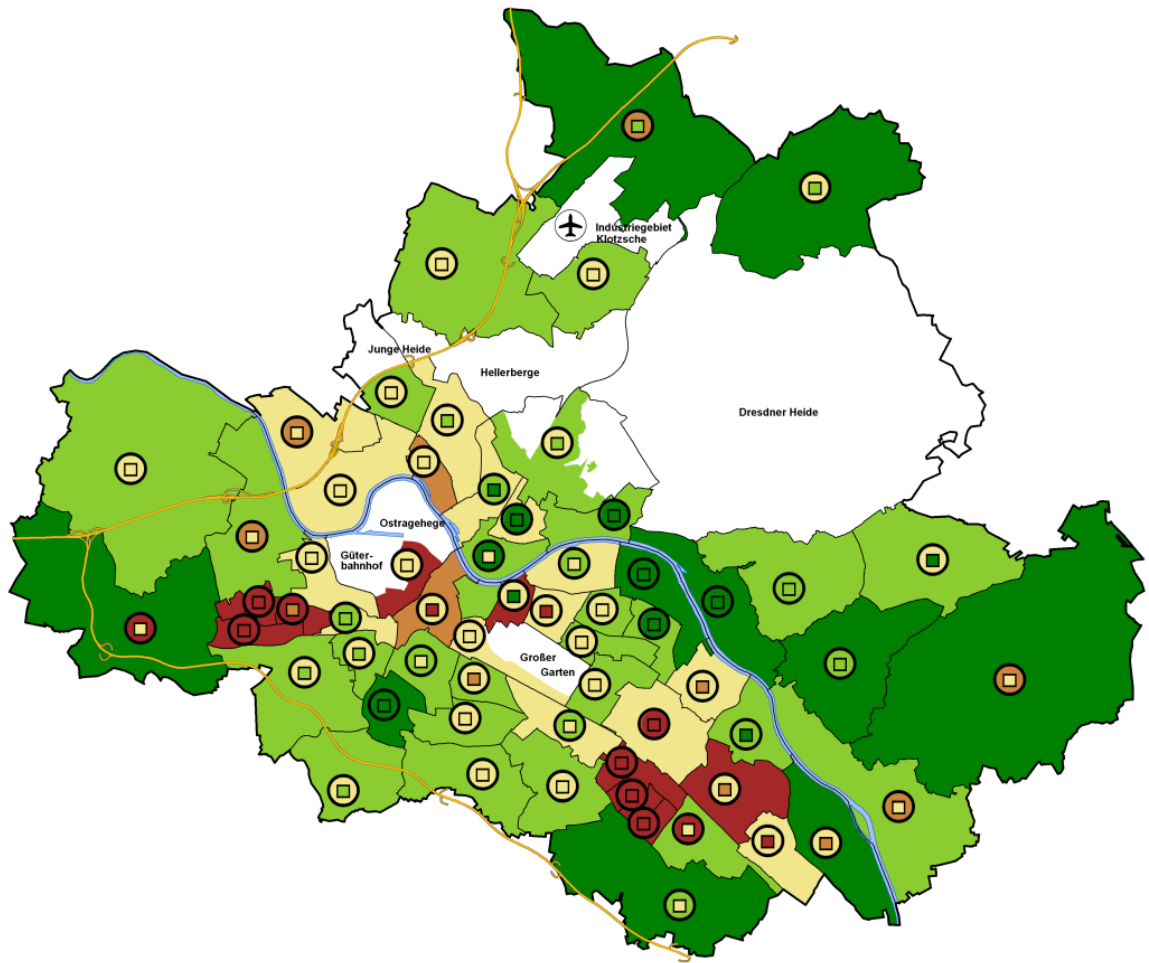 Industriegebiet
Klotzsche
Junge Heide
Hellerberge
Dresdner Heide
Ostragehege
Güter-
bahnhof
Großer
Garten